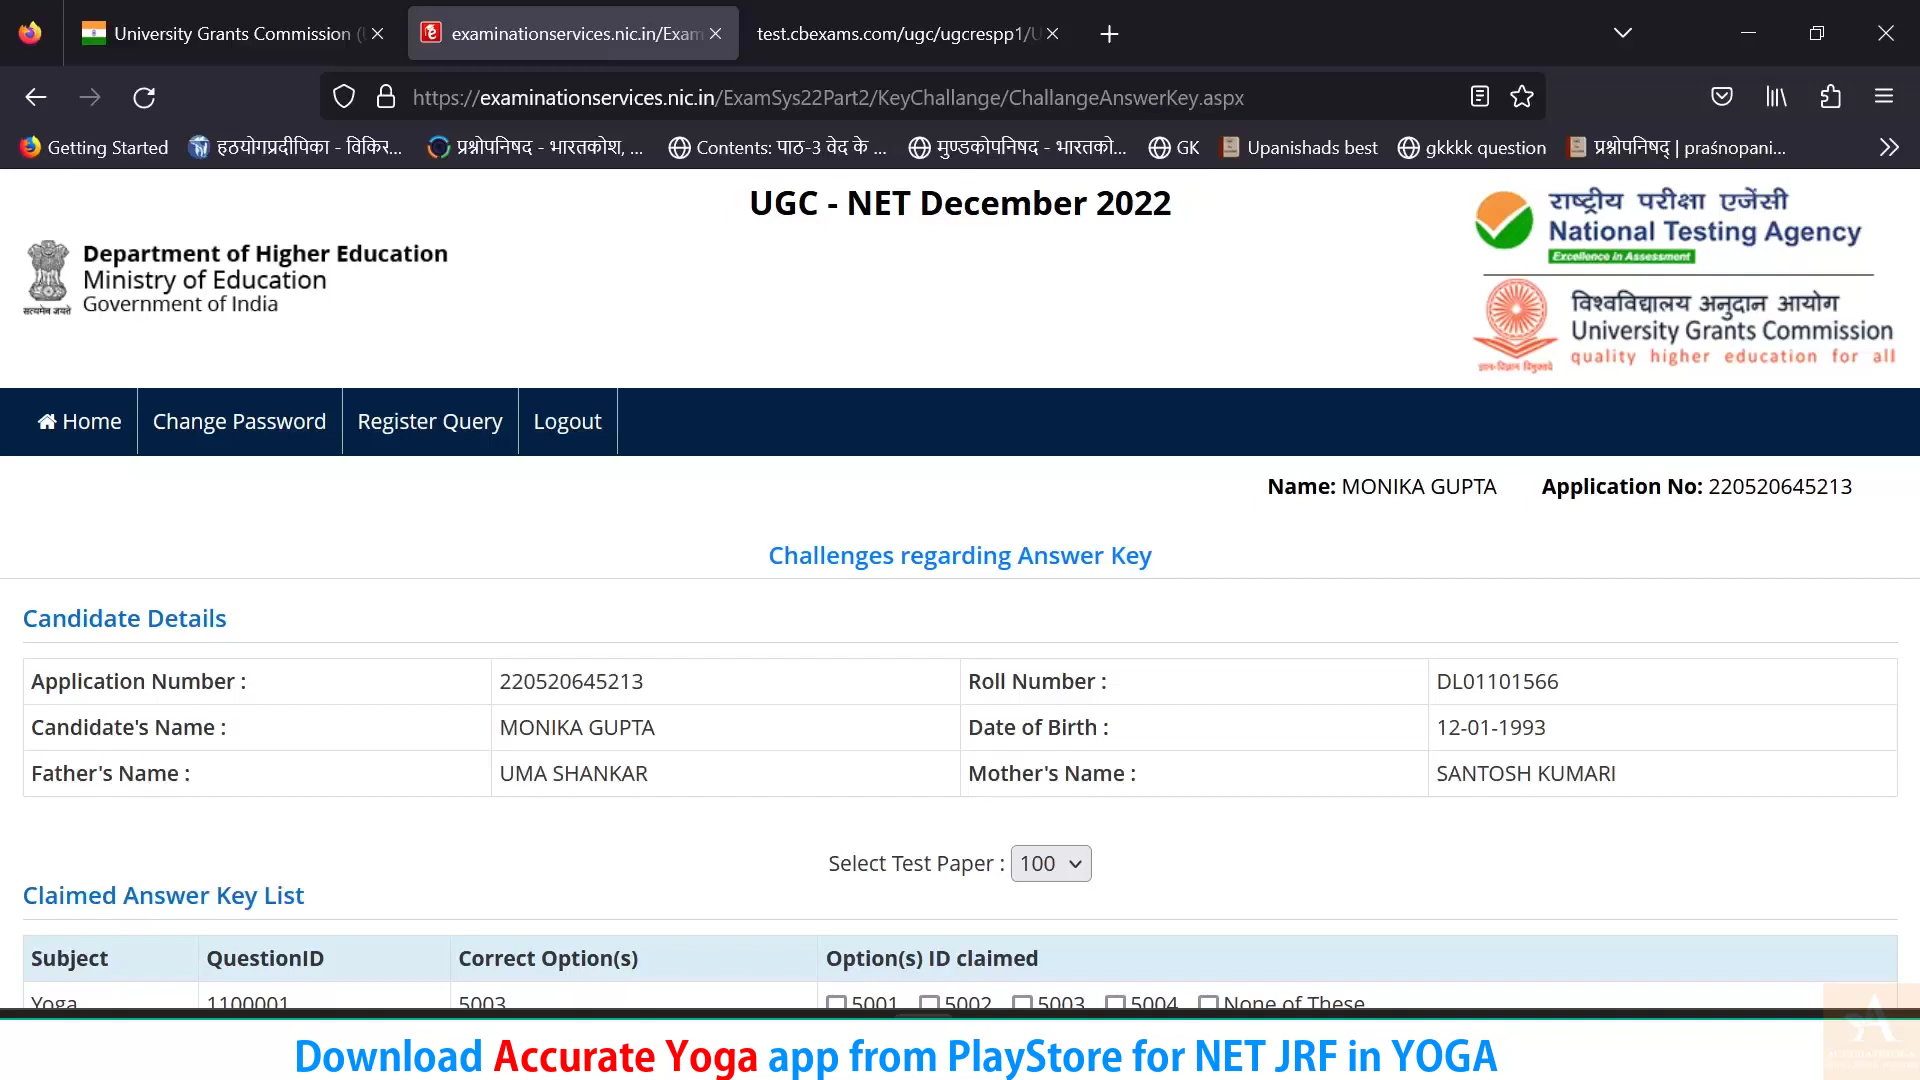 University Grants Commission (
examinationservices.nic.in/Exam
test.cbexams.com/ugc/ugcrespp1/U
https://examinationservices.nic.in/ExamSys22Part2/KeyChallange/ChallangeAnswerKey.aspx
Getting Started
हठयोगप्रदीपिका - विकिर...
प्रश्नोपनिषद - भारतकोश, ...
Contents: पाठ-3 वेद के ...
मुण्डकोपनिषद - भारतको...
GK
Upanishads best
gkkkk question
प्रश्नोपनिषद् | praśnopani...
UGC - NET December 2022
Department of Higher Education
Ministry of Education
Government of India
सत्यमेव जयते
राष्ट्रीय परीक्षा एजेंसी
National Testing Agency
Excellence in Assessment
विश्वविद्यालय अनुदान आयोग
University Grants Commission
quality higher education for all
ज्ञान-विज्ञान विमुक्तये
Home
Change Password
Register Query
Logout
Name: MONIKA GUPTA
Application No: 220520645213
Challenges regarding Answer Key
Candidate Details
Application Number : 220520645213 Roll Number : DL01101566
Candidate's Name : MONIKA GUPTA Date of Birth : 12-01-1993
Father's Name : UMA SHANKAR Mother's Name : SANTOSH KUMARI
Select Test Paper : 100
Claimed Answer Key List
Subject QuestionID Correct Option(s) Option(s) ID claimed
Yoga 1100001 5003 5001 5002 5003 5004 None of These
Download Accurate Yoga app from PlayStore for NET JRF in YOGA